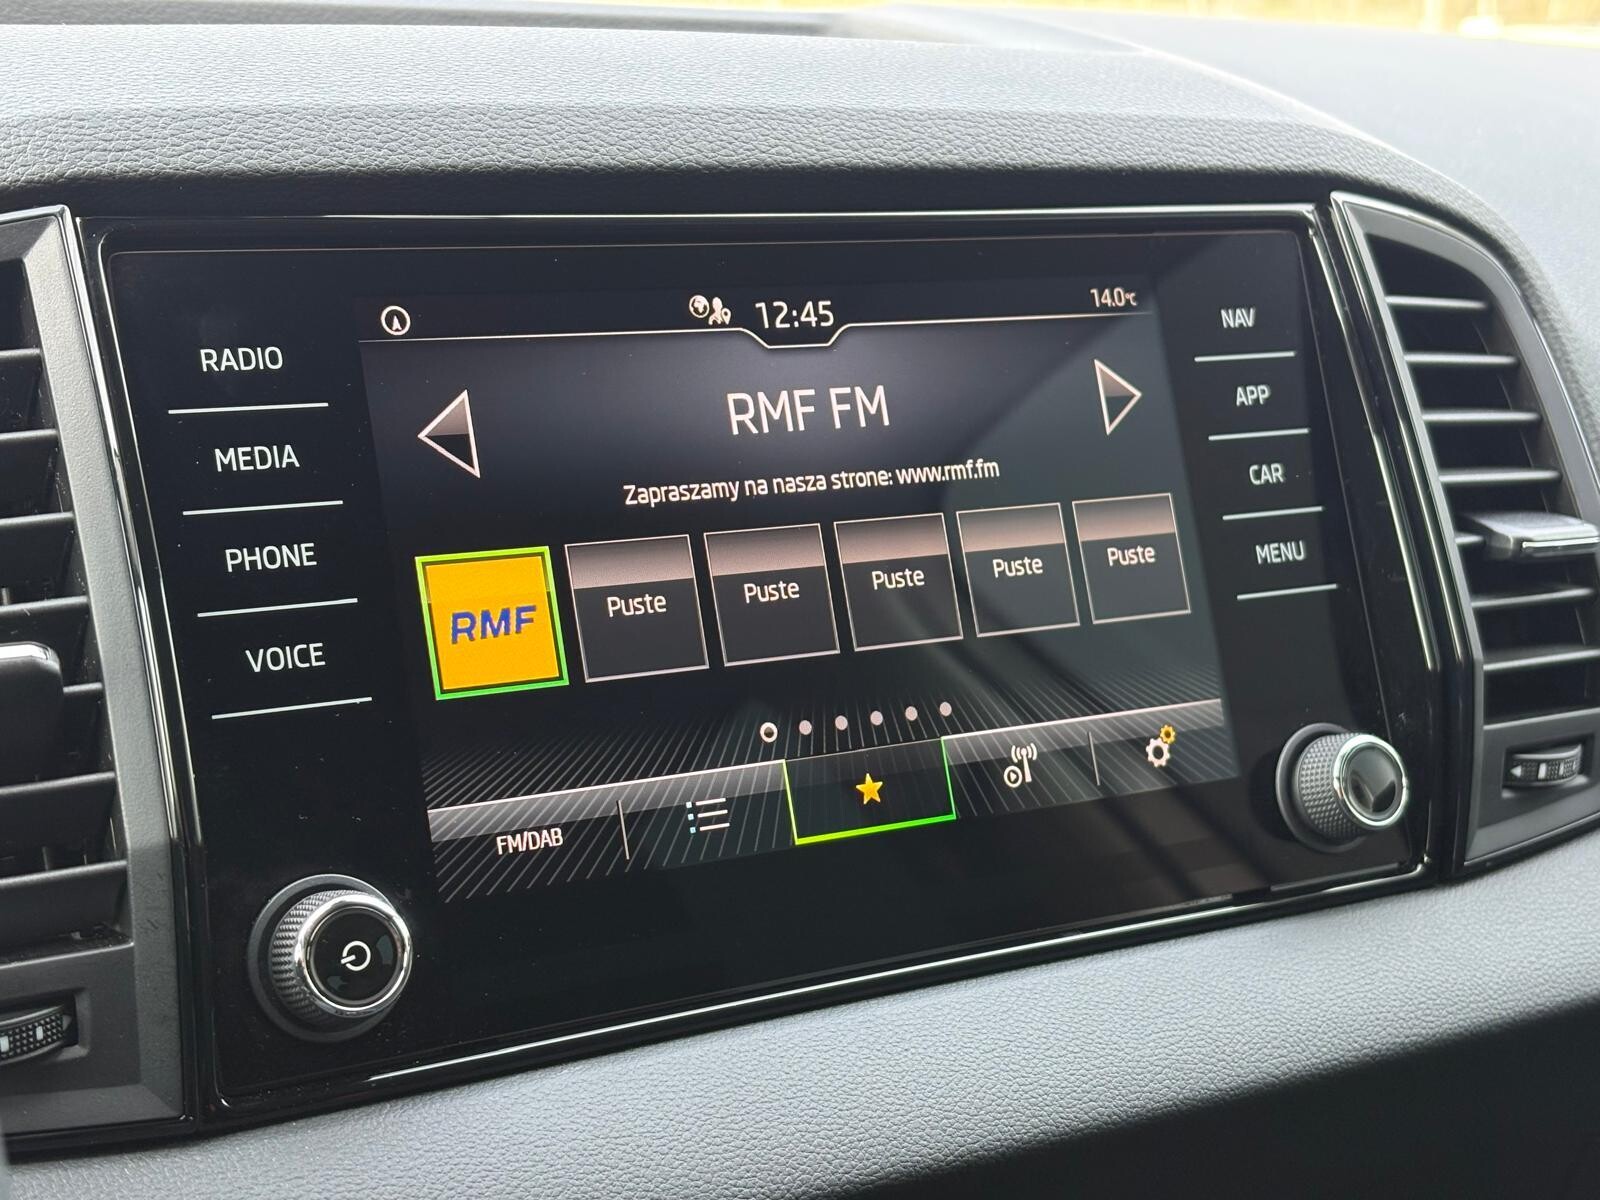 12:45
14.0°C
RADIO
MEDIA
PHONE
VOICE
RMF FM
Zapraszamy na nasza strone: www.rmf.fm
RMF
Puste
Puste
Puste
Puste
Puste
FM/DAB
NAV
APP
CAR
MENU